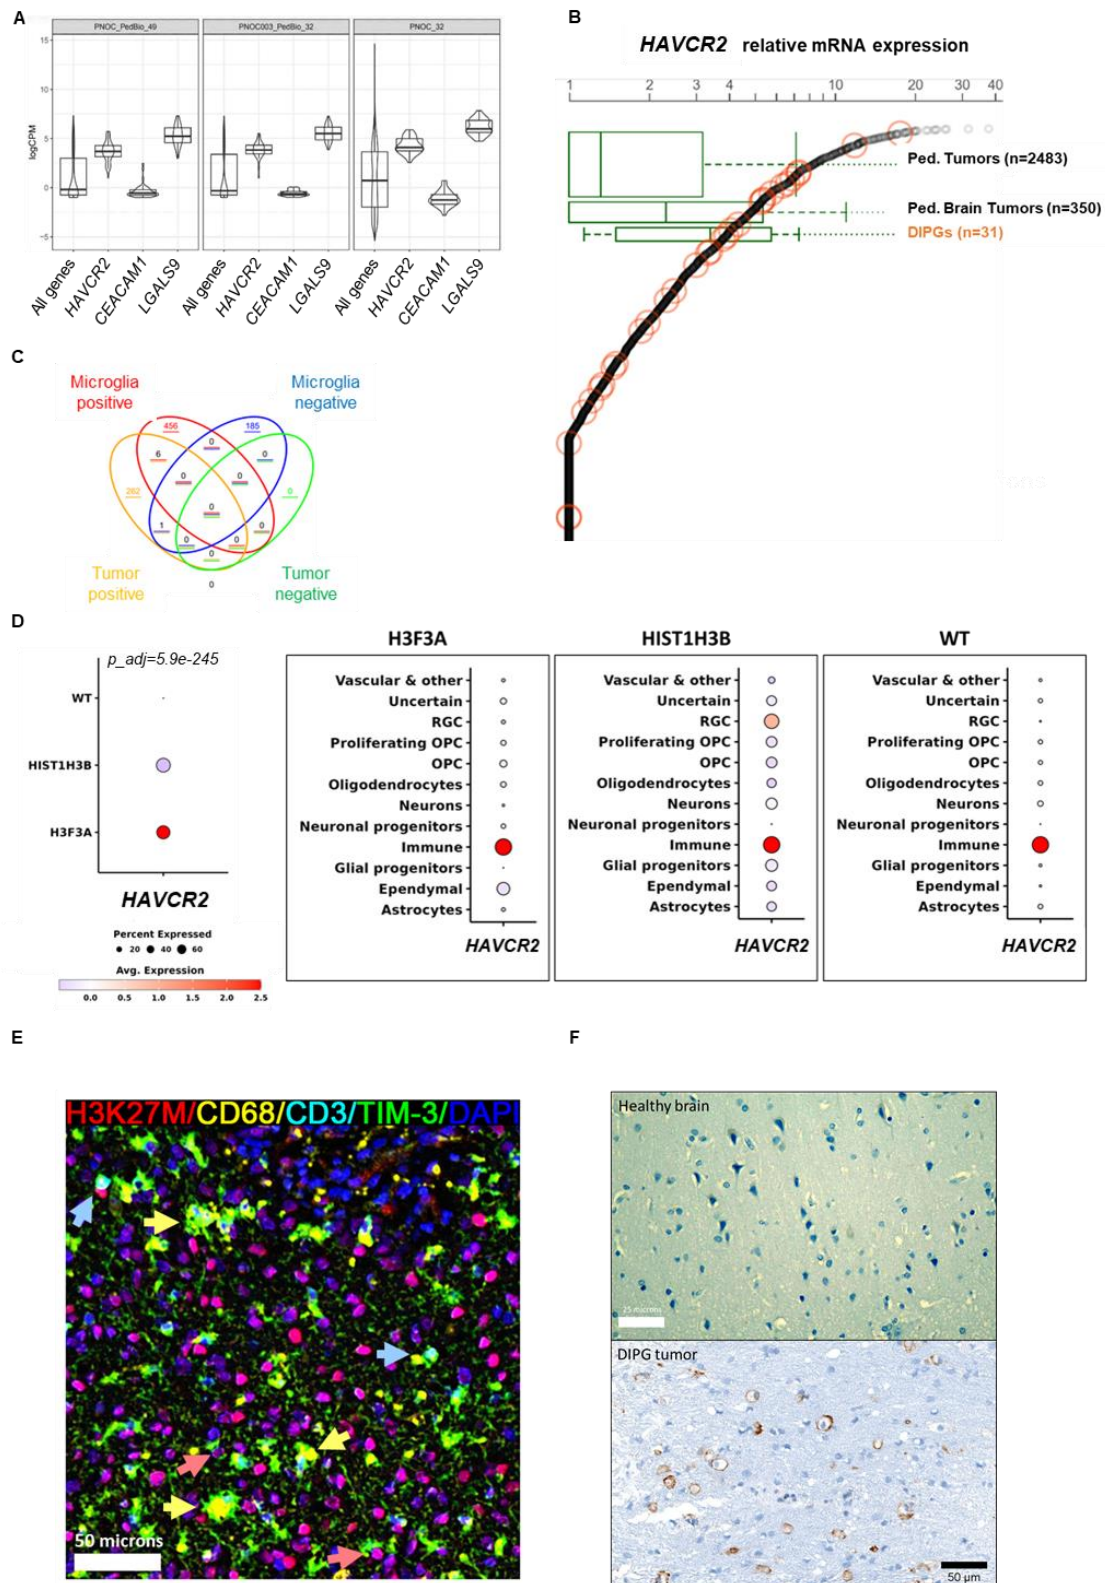 A
PNOC_PedBio_49
PNOC003_PedBio_32
PNOC_32
logCPM
15
10
5
0
−5
All genes
HAVCR2
CEACAM1
LGALS9
All genes
HAVCR2
CEACAM1
LGALS9
All genes
HAVCR2
CEACAM1
LGALS9
B
HAVCR2 relative mRNA expression
1 2 3 4 10 20 30 40
Ped. Tumors (n=2483)
Ped. Brain Tumors (n=350)
DIPGs (n=31)
C
Microglia positive
Microglia negative
456 185
0
6 0
0 0
262 0
0
1 0
0 0
0
0
Tumor positive
Tumor negative
D
p_adj=5.9e-245
WT
HIST1H3B
H3F3A
HAVCR2
Percent Expressed
20 40 60
Avg. Expression
0.0 0.5 1.0 1.5 2.0 2.5
H3F3A
Vascular & other
Uncertain
RGC
Proliferating OPC
OPC
Oligodendrocytes
Neurons
Neuronal progenitors
Immune
Glial progenitors
Ependymal
Astrocytes
HAVCR2
HIST1H3B
Vascular & other
Uncertain
RGC
Proliferating OPC
OPC
Oligodendrocytes
Neurons
Neuronal progenitors
Immune
Glial progenitors
Ependymal
Astrocytes
HAVCR2
WT
Vascular & other
Uncertain
RGC
Proliferating OPC
OPC
Oligodendrocytes
Neurons
Neuronal progenitors
Immune
Glial progenitors
Ependymal
Astrocytes
HAVCR2
E
H3K27M/CD68/CD3/TIM-3/DAPI
50 microns
F
Healthy brain
25 microns
DIPG tumor
50 µm